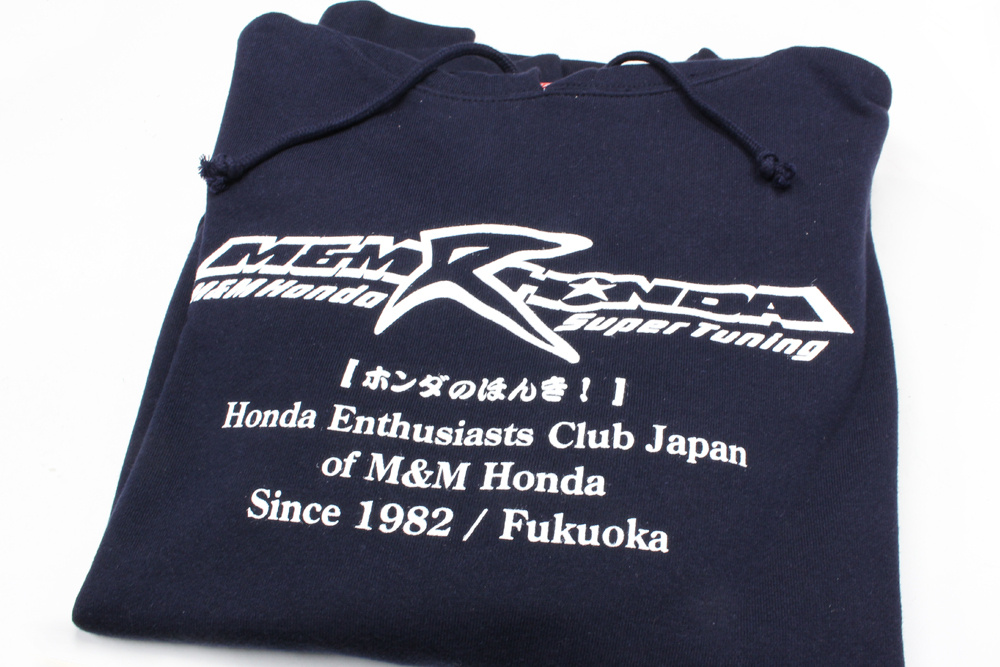 M&M R HONDA
M&M Honda
Super Tuning
【ホンダのほんき！】
Honda Enthusiasts Club Japan
of M&M Honda
Since 1982 / Fukuoka